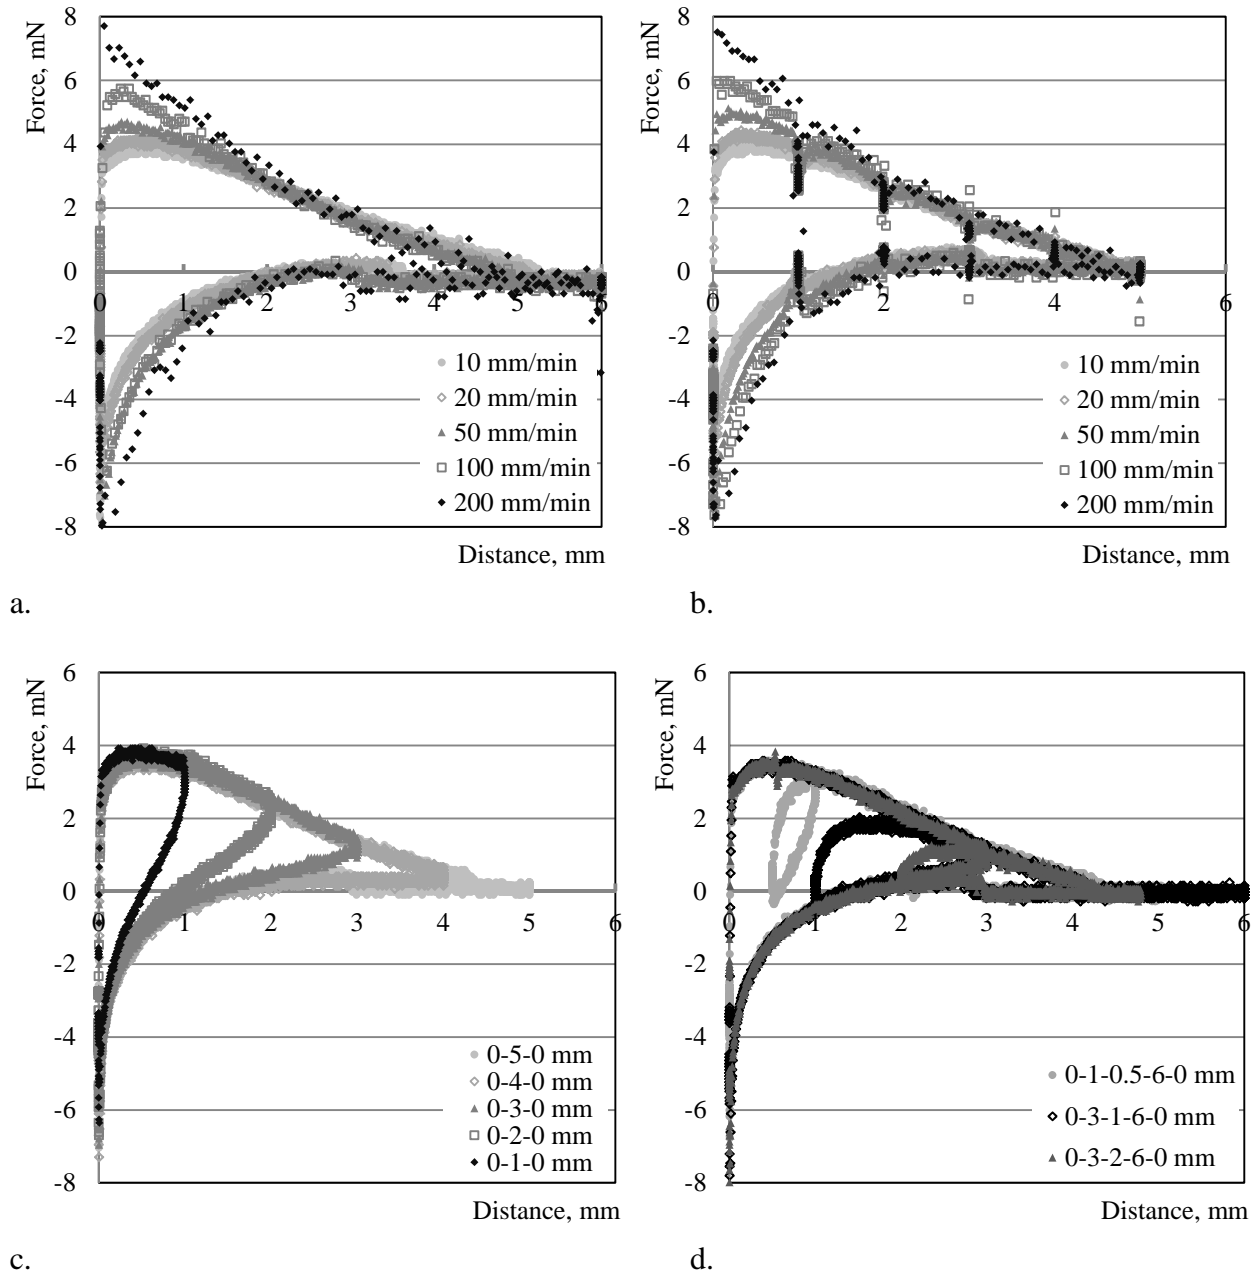 Force, mN
8
6
4
2
0
-2
-4
-6
-8
0 1 2 3 4 5 6
10 mm/min
20 mm/min
50 mm/min
100 mm/min
200 mm/min
Distance, mm
a.
Force, mN
8
6
4
2
0
-2
-4
-6
-8
0 1 2 3 4 5 6
10 mm/min
20 mm/min
50 mm/min
100 mm/min
200 mm/min
Distance, mm
b.
Force, mN
6
4
2
0
-2
-4
-6
-8
0 1 2 3 4 5 6
0-5-0 mm
0-4-0 mm
0-3-0 mm
0-2-0 mm
0-1-0 mm
Distance, mm
c.
Force, mN
6
4
2
0
-2
-4
-6
-8
0 1 2 3 4 5 6
0-1-0.5-6-0 mm
0-3-1-6-0 mm
0-3-2-6-0 mm
Distance, mm
d.